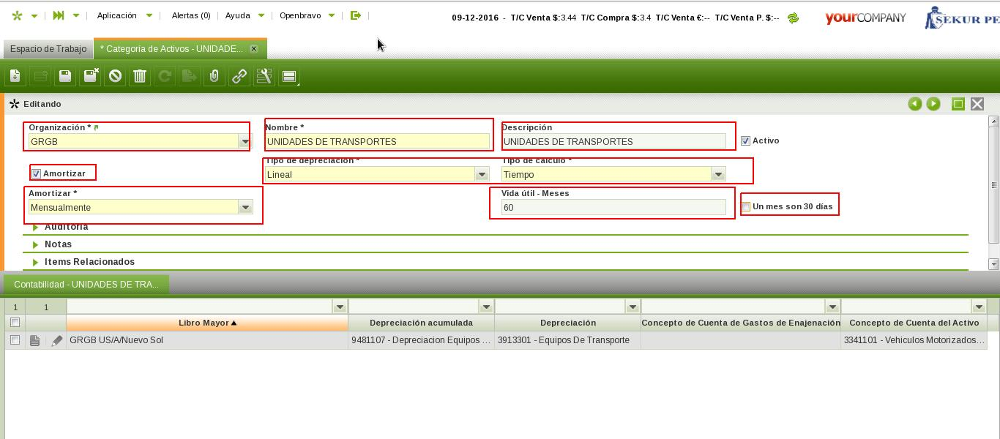 Aplicación Alertas (0) Ayuda Openbravo 09-12-2016 - T/C Venta $:3.44 T/C Compra $:3.4 T/C Venta €:-- T/C Venta P. $:-- yourCOMPANY SEKUR PE
Espacio de Trabajo * Categoria de Activos - UNIDADE...
Editando
Organización * Nombre * Descripción
GRGB UNIDADES DE TRANSPORTES UNIDADES DE TRANSPORTES Activo
Tipo de depreciación * Tipo de cálculo *
Amortizar Lineal Tiempo
Amortizar * Vida útil - Meses
Mensualmente 60 Un mes son 30 días
Auditoría
Notas
Items Relacionados
Contabilidad - UNIDADES DE TRA...
1 1
Libro Mayor Depreciación acumulada Depreciación Concepto de Cuenta de Gastos de Enajenación Concepto de Cuenta del Activo
GRGB US/A/Nuevo Sol 9481107 - Depreciacion Equipos ... 3913301 - Equipos De Transporte 3341101 - Vehiculos Motorizados...